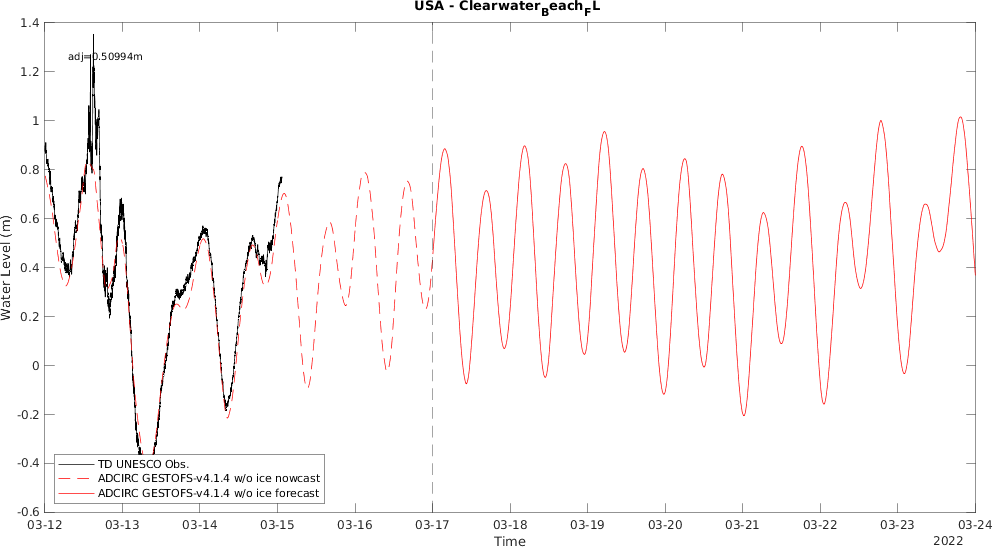 USA - Clearwater_Beach_FL
adj=0.50994m
Water Level (m)
1.4
1.2
1
0.8
0.6
0.4
0.2
0
-0.2
-0.4
-0.6
TD UNESCO Obs.
ADCIRC GESTOFS-v4.1.4 w/o ice nowcast
ADCIRC GESTOFS-v4.1.4 w/o ice forecast
03-12 03-13 03-14 03-15 03-16 03-17 03-18 03-19 03-20 03-21 03-22 03-23 03-24
Time
2022